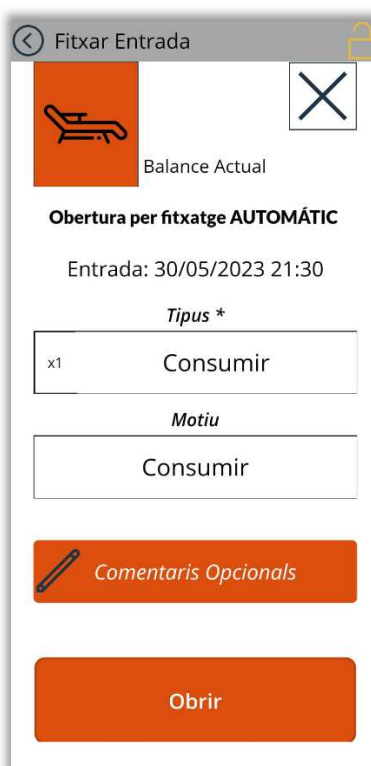 Fitxar Entrada
Balance Actual
Obertura per fitxatge AUTOMÁTIC
Entrada: 30/05/2023 21:30
Tipus *
x1 Consumir
Motiu
Consumir
Comentaris Opcionals
Obrir